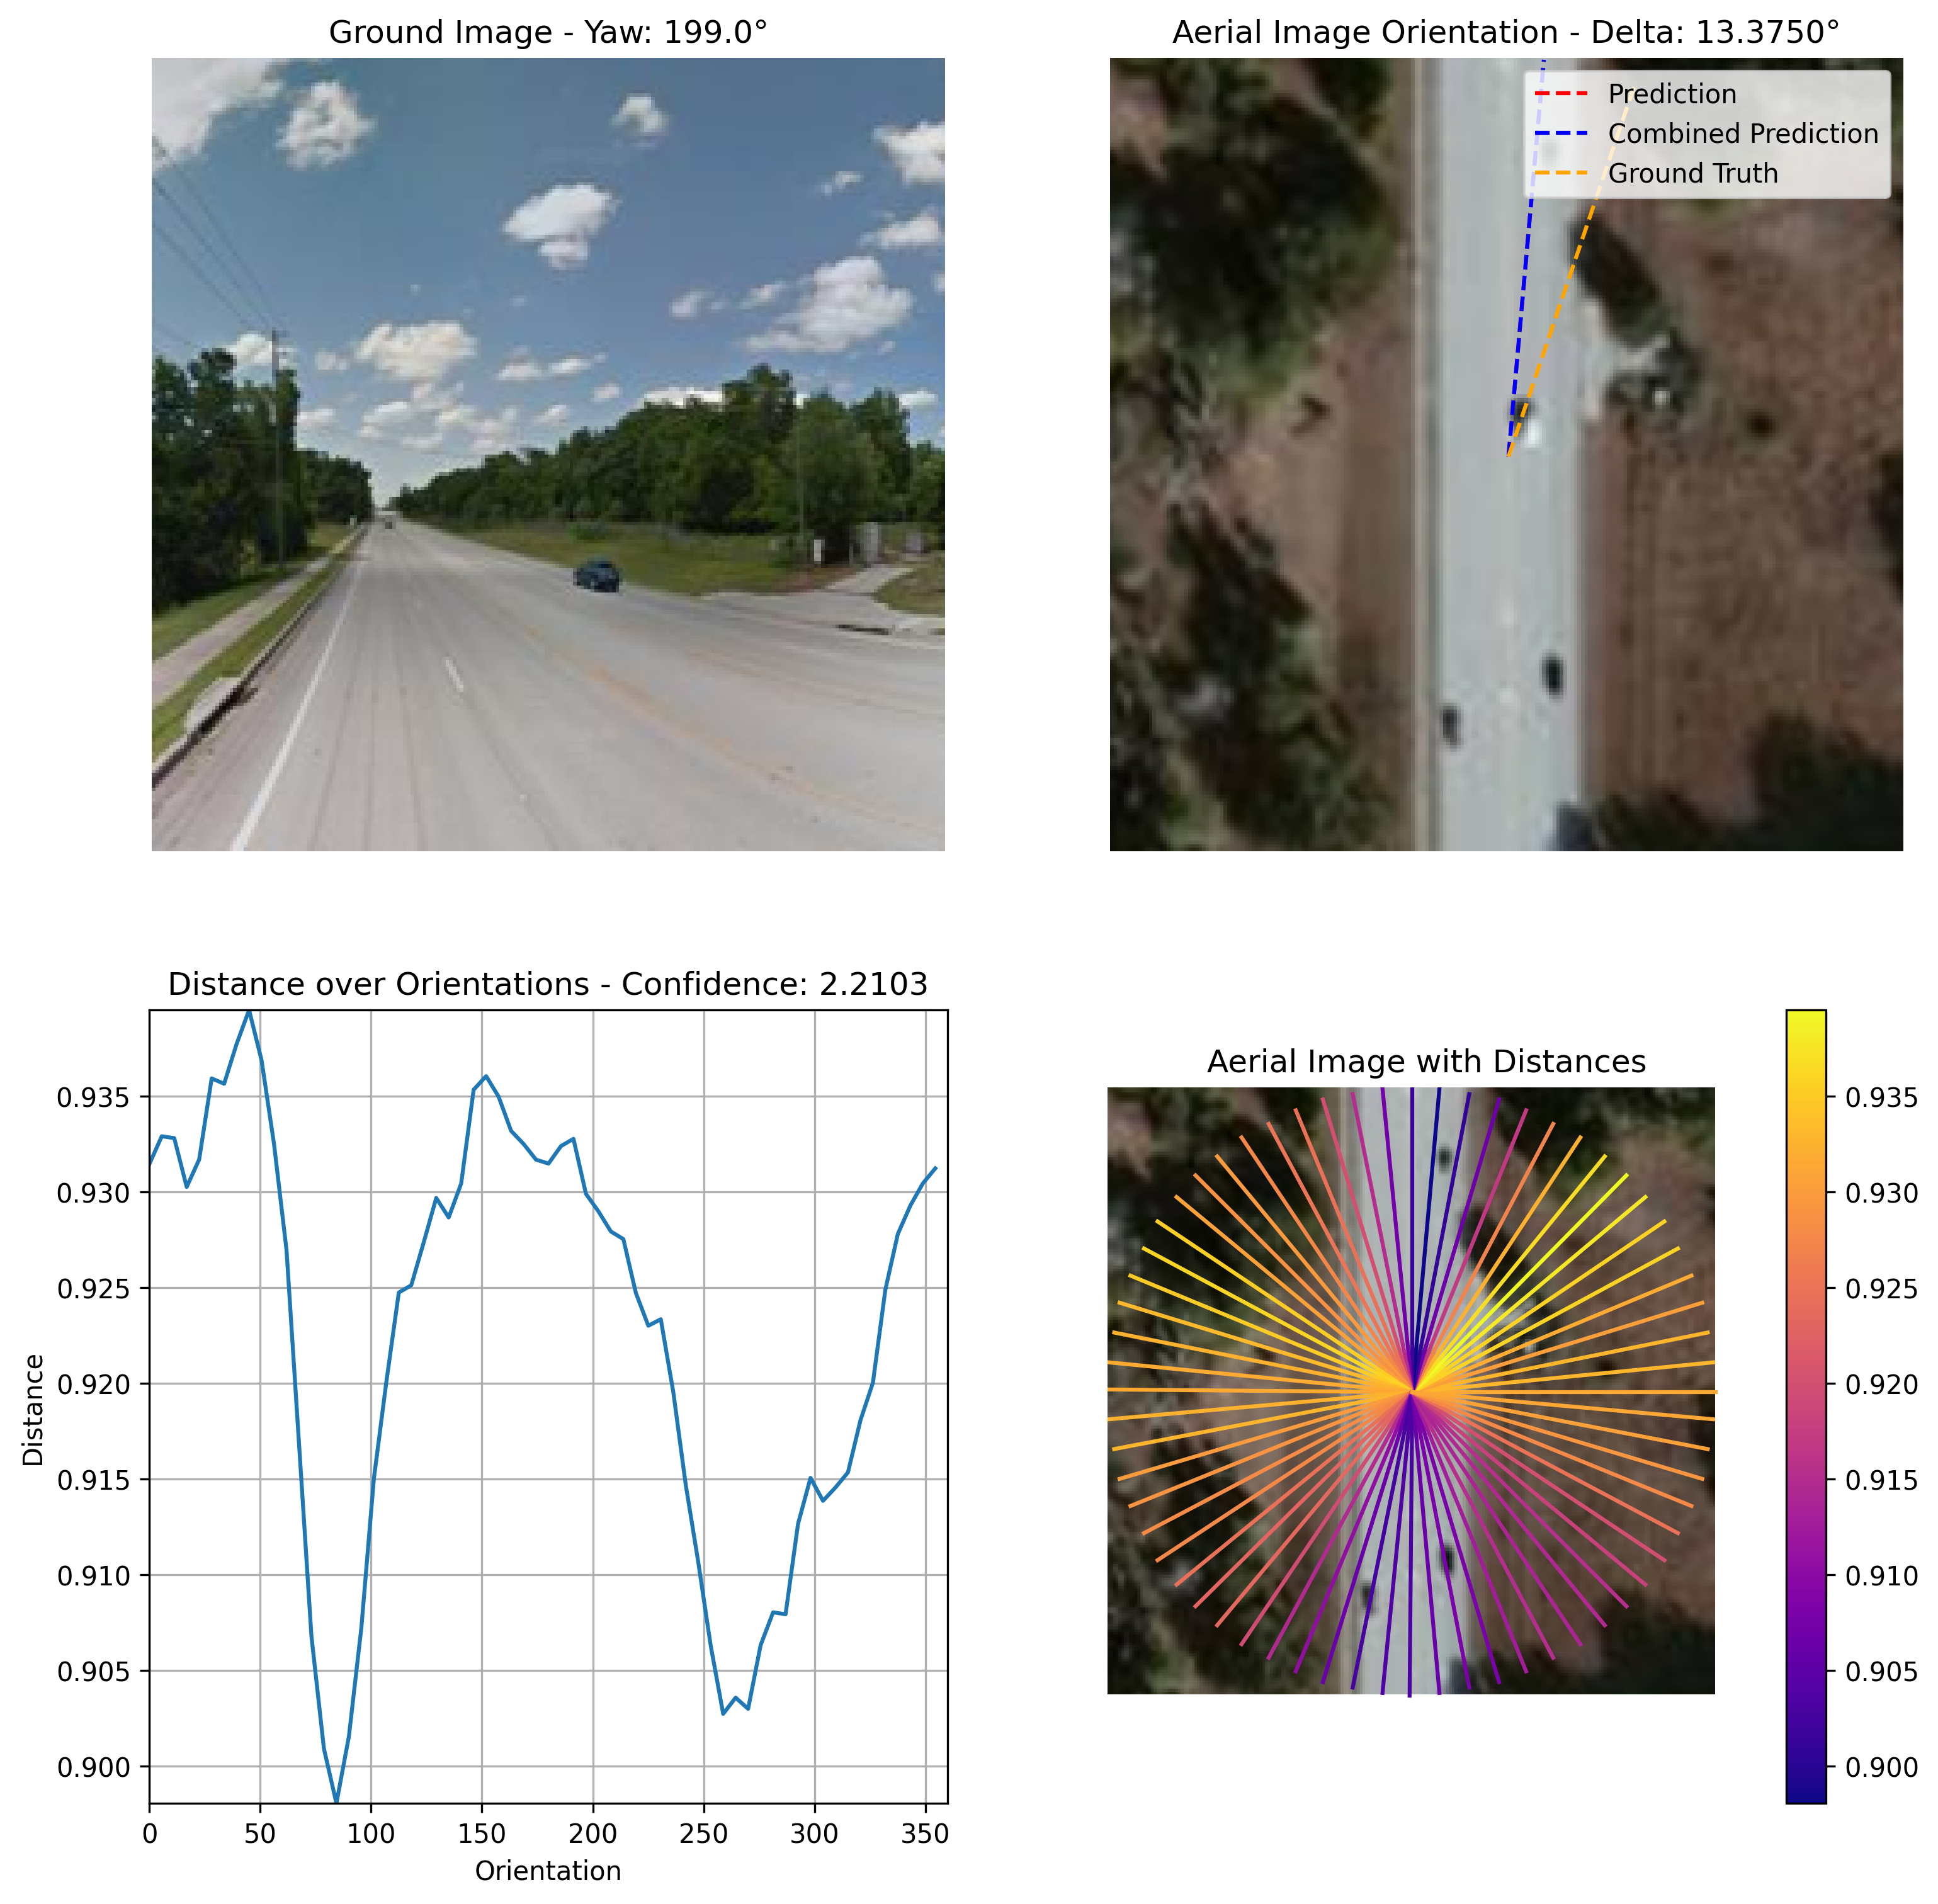 Ground Image - Yaw: 199.0°
Aerial Image Orientation - Delta: 13.3750°
Prediction
Combined Prediction
Ground Truth
Distance over Orientations - Confidence: 2.2103
0.935
0.930
0.925
0.920
0.915
0.910
0.905
0.900
Distance
0
50
100
150
200
250
300
350
Orientation
Aerial Image with Distances
0.935
0.930
0.925
0.920
0.915
0.910
0.905
0.900